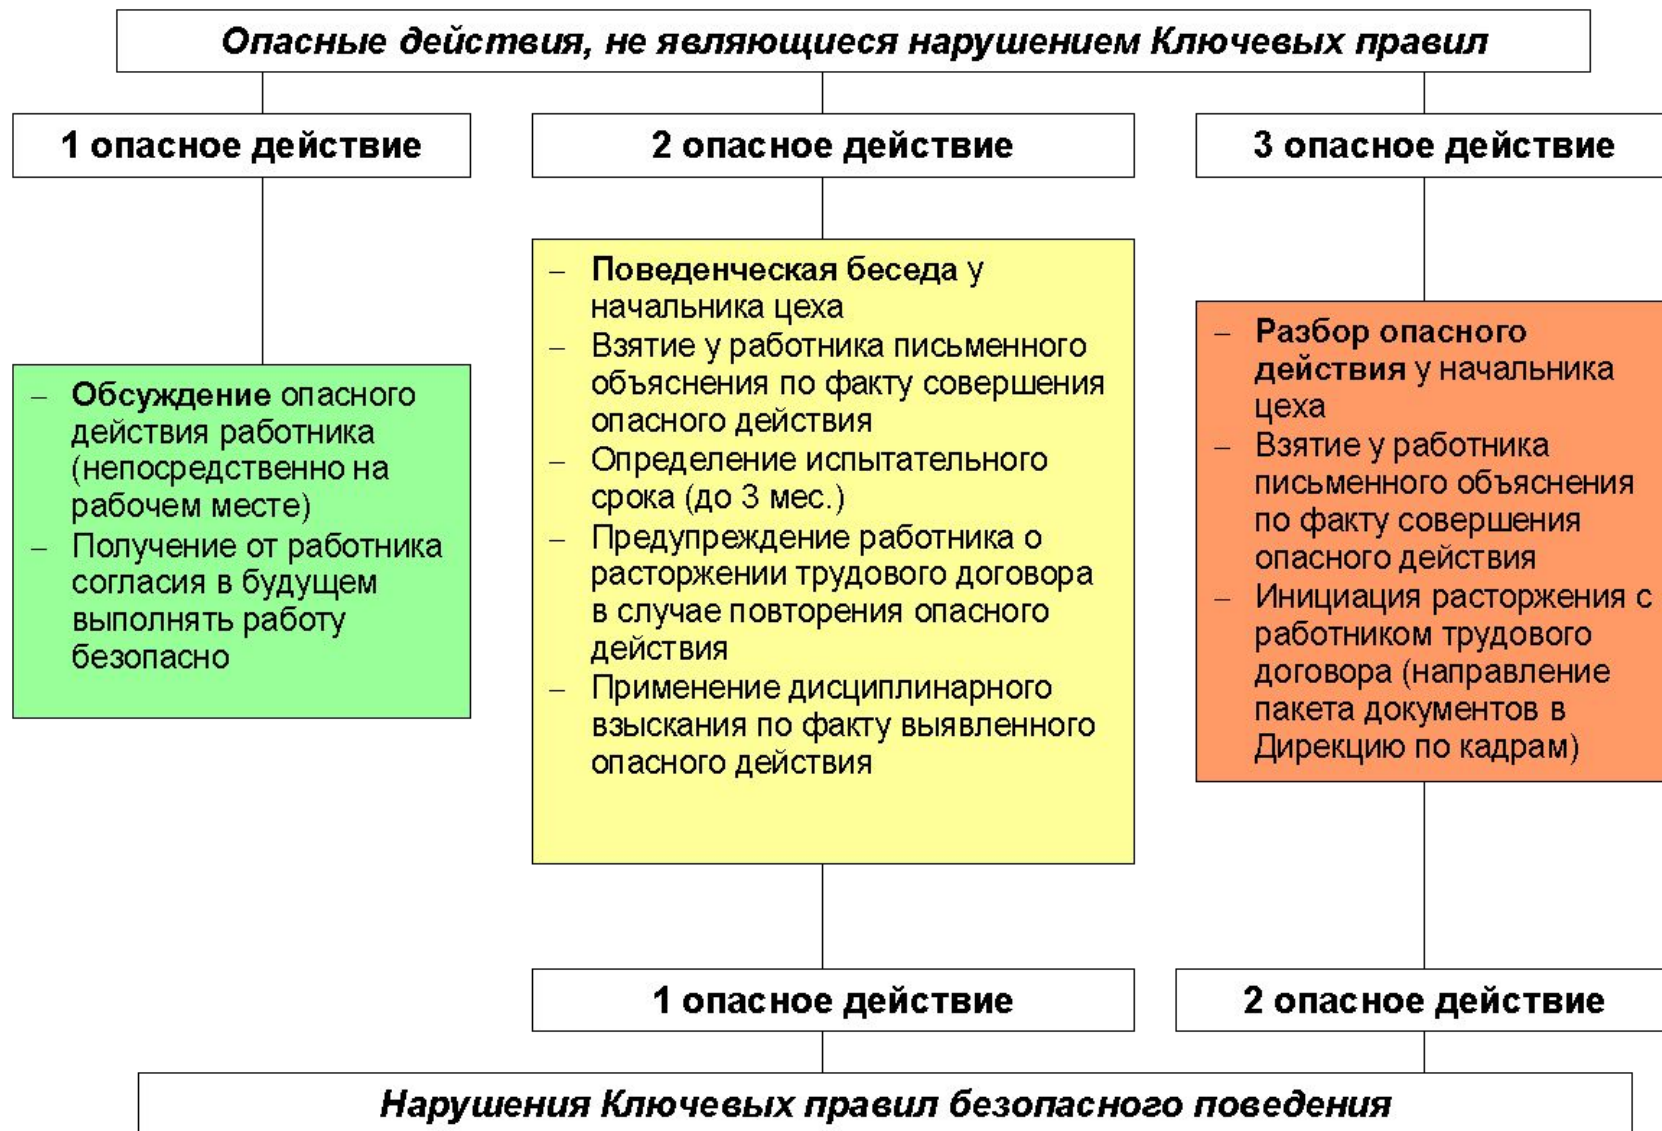 Опасные действия, не являющиеся нарушением Ключевых правил
1 опасное действие
2 опасное действие
3 опасное действие
– Обсуждение опасного
действия работника
(непосредственно на
рабочем месте)
– Получение от работника
согласия в будущем
выполнять работу
безопасно
– Поведенческая беседа у
начальника цеха
– Взятие у работника письменного
объяснения по факту совершения
опасного действия
– Определение испытательного
срока (до 3 мес.)
– Предупреждение работника о
расторжении трудового договора
в случае повторения опасного
действия
– Применение дисциплинарного
взыскания по факту выявленного
опасного действия
– Разбор опасного
действия у начальника
цеха
– Взятие у работника
письменного объяснения
по факту совершения
опасного действия
– Инициация расторжения с
работником трудового
договора (направление
пакета документов в
Дирекцию по кадрам)
1 опасное действие
2 опасное действие
Нарушения Ключевых правил безопасного поведения